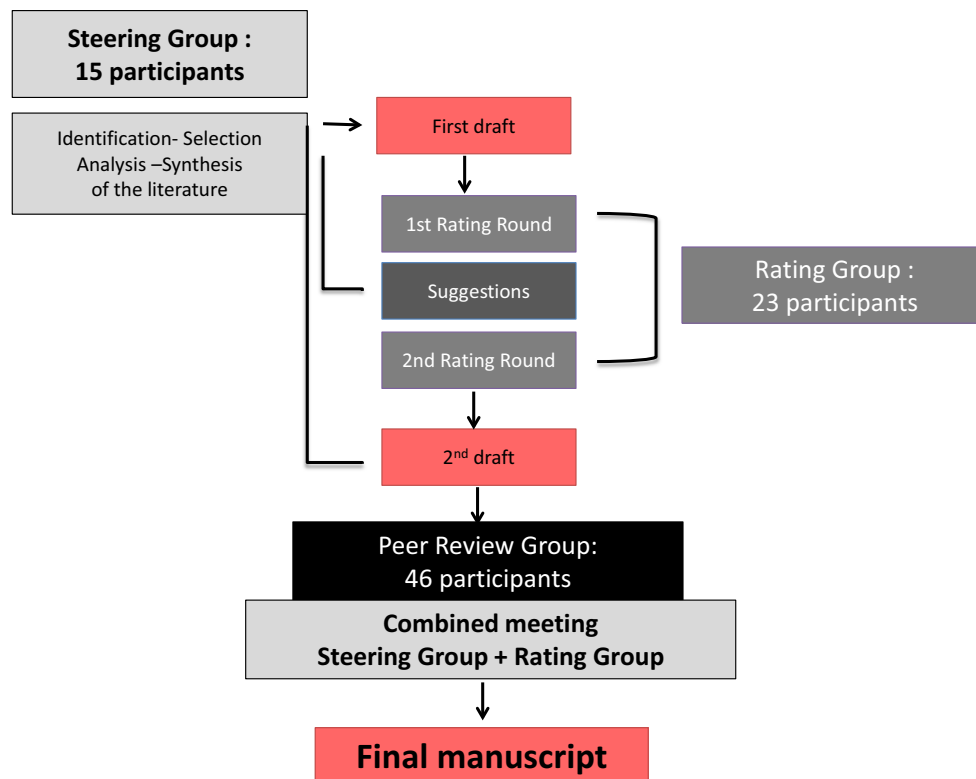 Steering Group :
15 participants
Identification- Selection
Analysis –Synthesis
of the literature
First draft
1st Rating Round
Suggestions
2nd Rating Round
Rating Group :
23 participants
2nd draft
Peer Review Group:
46 participants
Combined meeting
Steering Group + Rating Group
Final manuscript